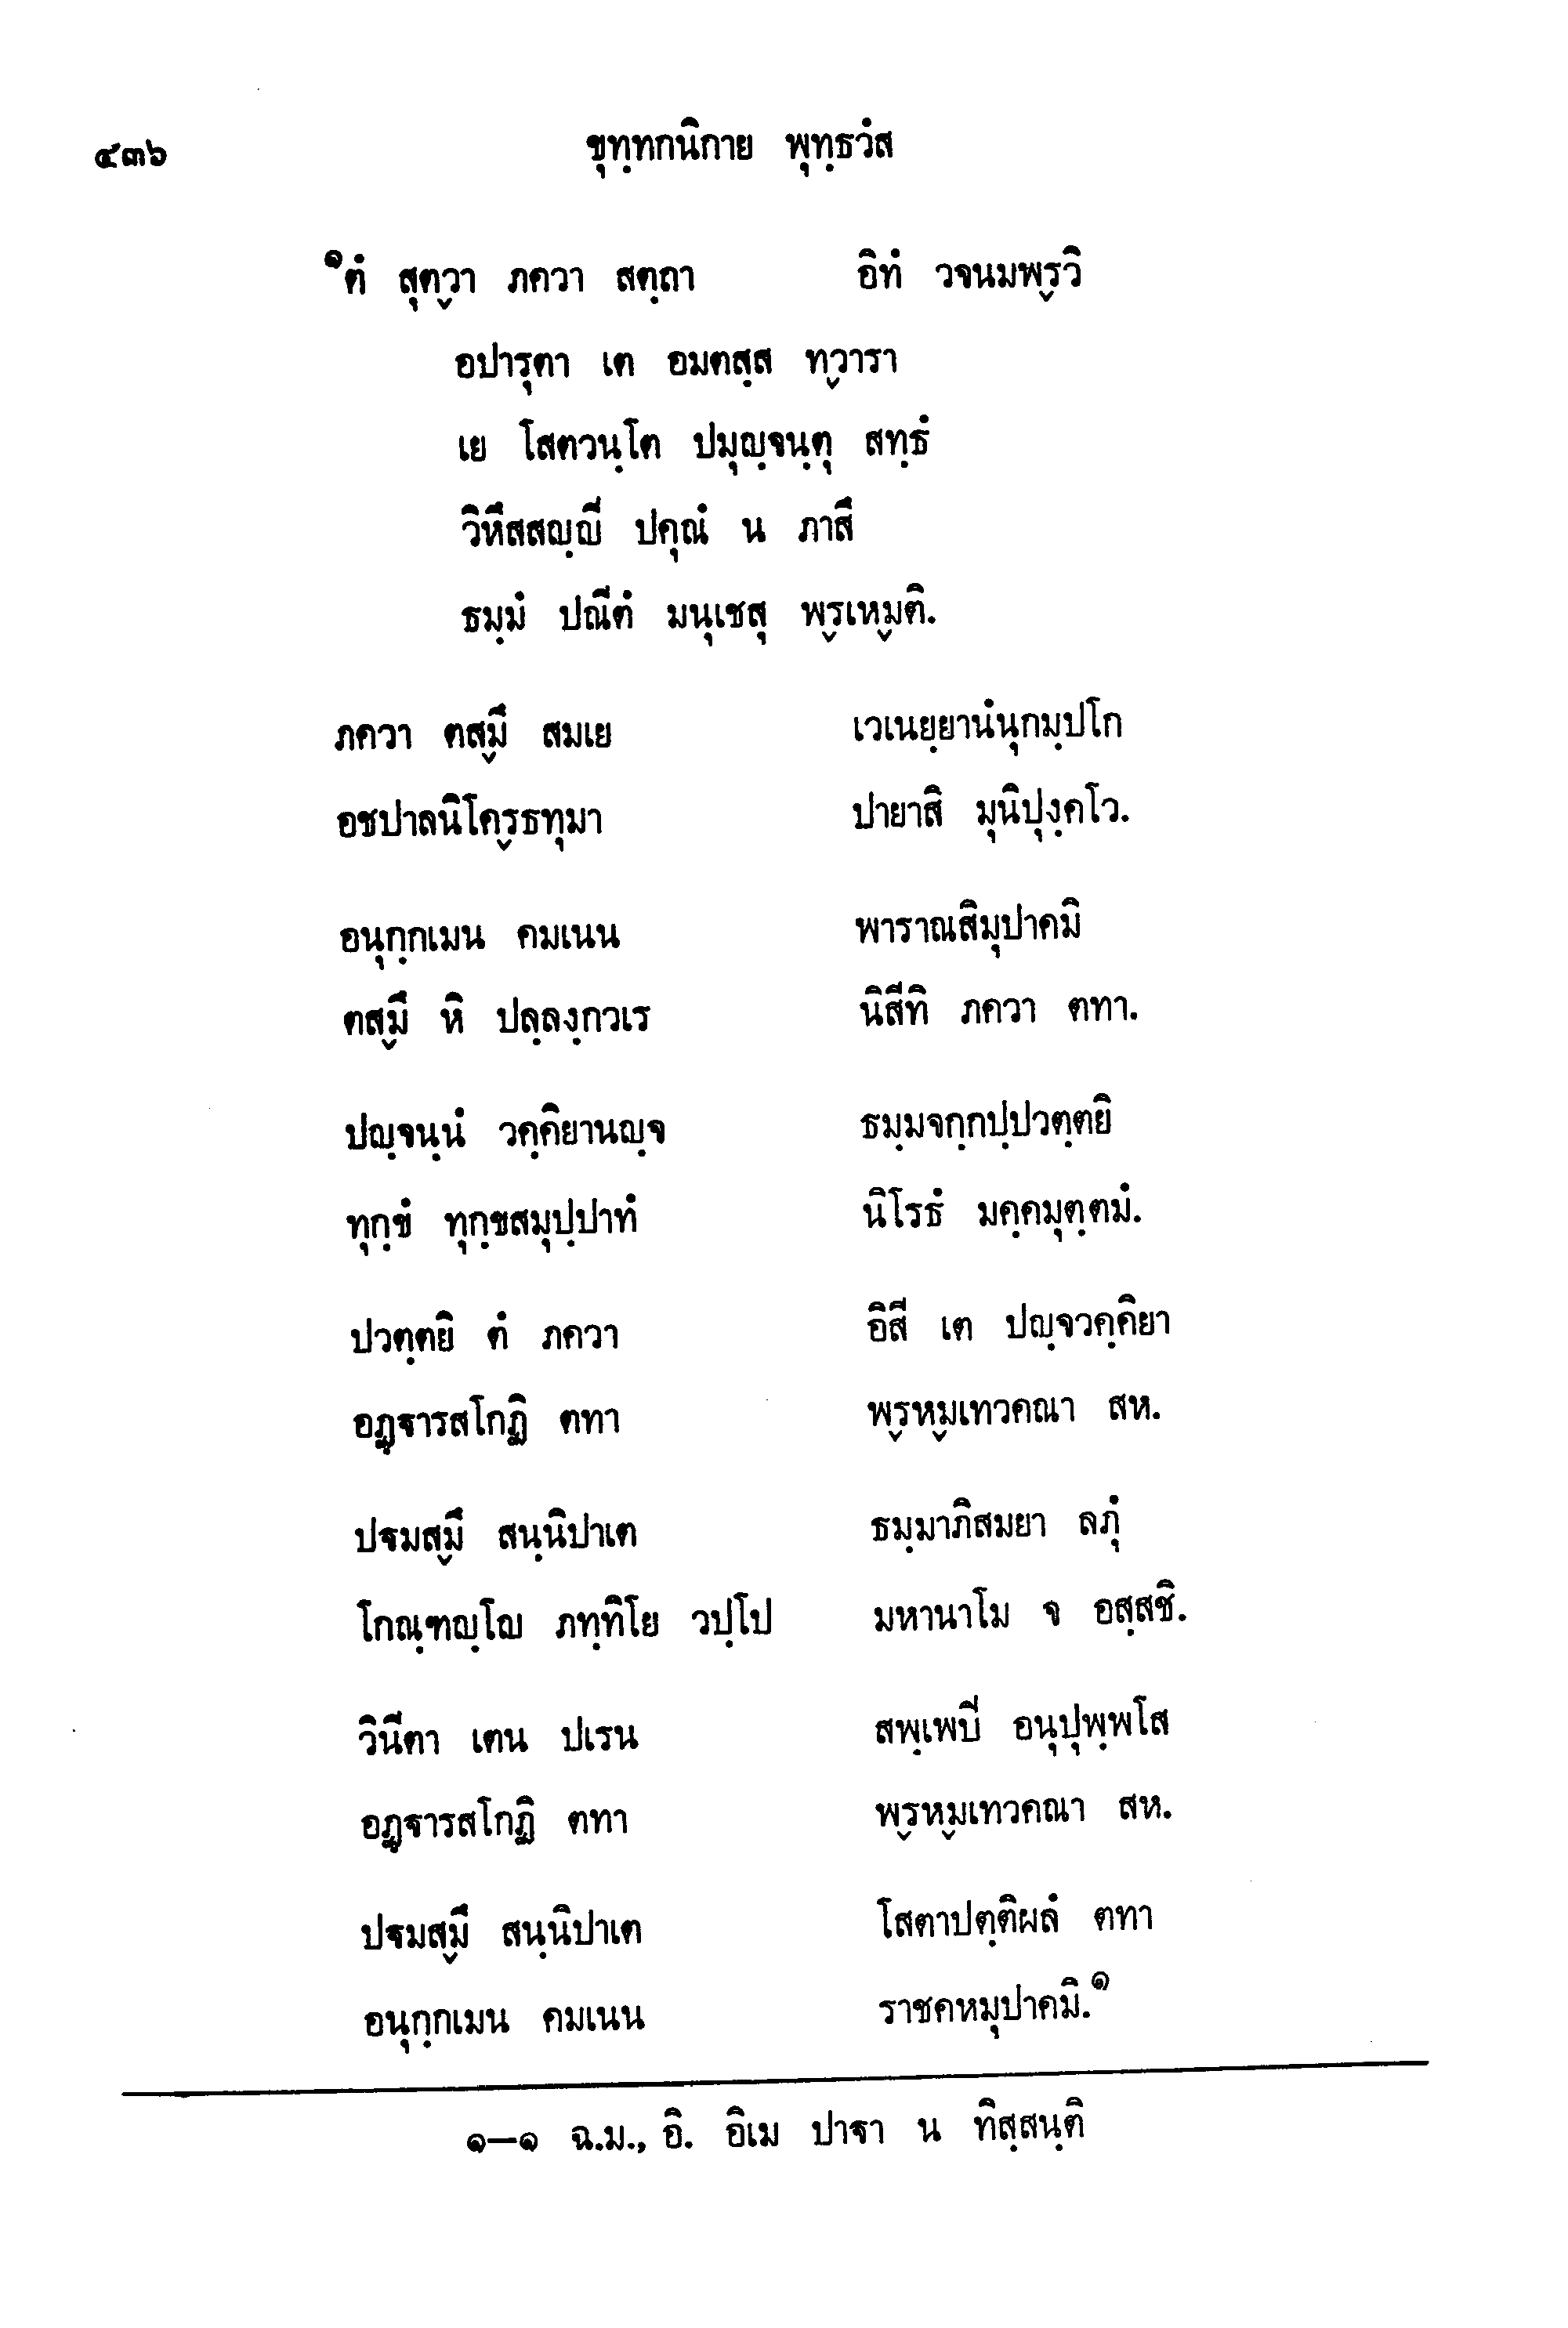 ๕๓๖ ขุทฺทกนิกาย พุทฺธวํส
๑ตํ สุตฺวา ภควา สตฺถา อิทํ วจนมพฺรวิ
อปารุตา เต อมตสฺส ทฺวารา
เย โสตวนฺโต ปมุญฺจนฺตุ สทฺธํ
วิหึสสญฺญี ปคุณํ น ภาสึ
ธมฺมํ ปณีตํ มนุเชสุ พฺรเหฺมติ.
ภควา ตสฺมึ สมเย เวเนยฺยานํนุกมฺปโก
อชปาลนิโคฺรธทุมา ปายาสิ มุนิปุงฺคโว.
อนุกฺกเมน คมเนน พาราณสิมุปาคมิ
ตสฺมึ หิ ปลฺลงฺกวเร นิสีทิ ภควา ตทา.
ปญฺจนฺนํ วคฺคิยานญฺจ ธมฺมจกฺกปฺปวตฺตยิ
ทุกฺขํ ทุกฺขสมุปฺปาทํ นิโรธํ มคฺคมุตฺตมํ.
ปวตฺตยิ ตํ ภควา อิสี เต ปญฺจวคฺคิยา
อฏฺฐารสโกฏิ ตทา พฺรหฺมเทวคณา สห.
ปฐมสฺมึ สนฺนิปาเต ธมฺมาภิสมยา ลภุํ
โกณฺฑญฺโญ ภทฺทิโย วปฺโป มหานาโม จ อสฺสชิ.
วินีตา เตน ปเรน สพฺเพปี อนุปุพฺพโส
อฏฺฐารสโกฏิ ตทา พฺรหฺมเทวคณา สห.
ปฐมสฺมึ สนฺนิปาเต โสตาปตฺติผลํ ตทา
อนุกฺกเมน คมเนน ราชคหมุปาคมิ.๑
๑–๑ ฉ.ม., อิ. อิเม ปาฐา น ทิสฺสนฺติ